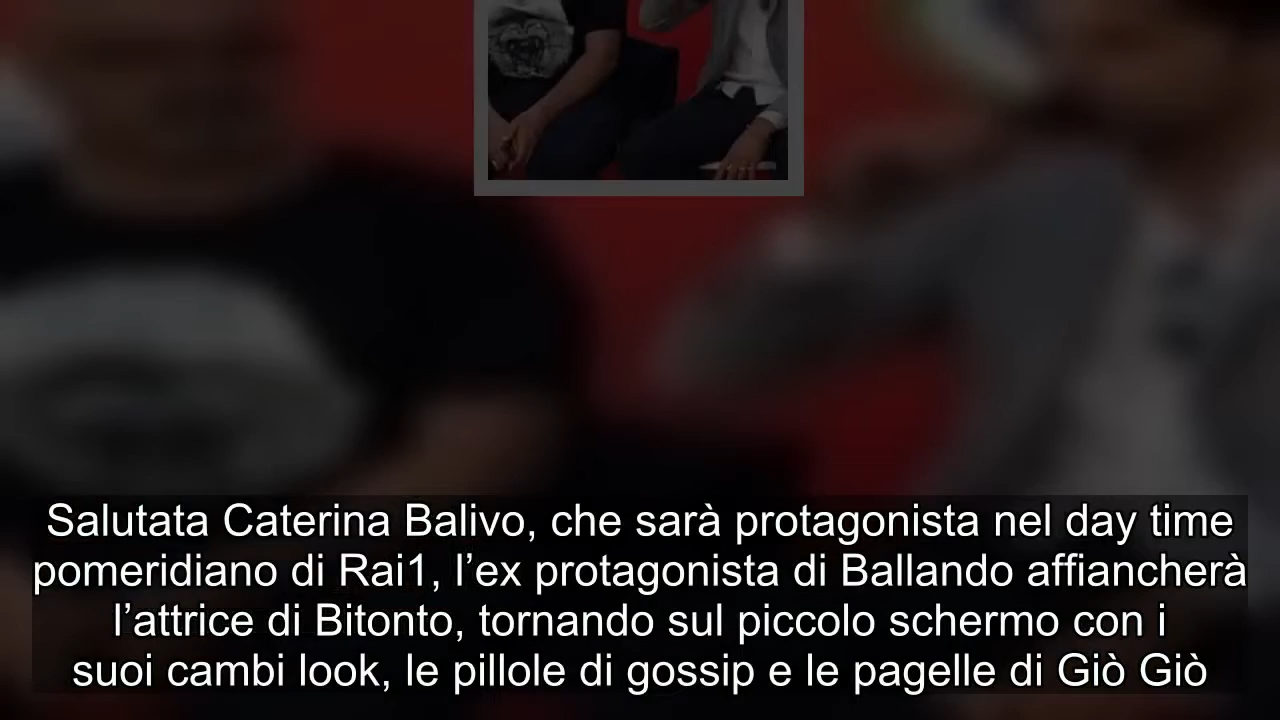 Salutata Caterina Balivo, che sarà protagonista nel day time
pomeridiano di Rai1, l’ex protagonista di Ballando affiancherà
l’attrice di Bitonto, tornando sul piccolo schermo con i
suoi cambi look, le pillole di gossip e le pagelle di Giò Giò